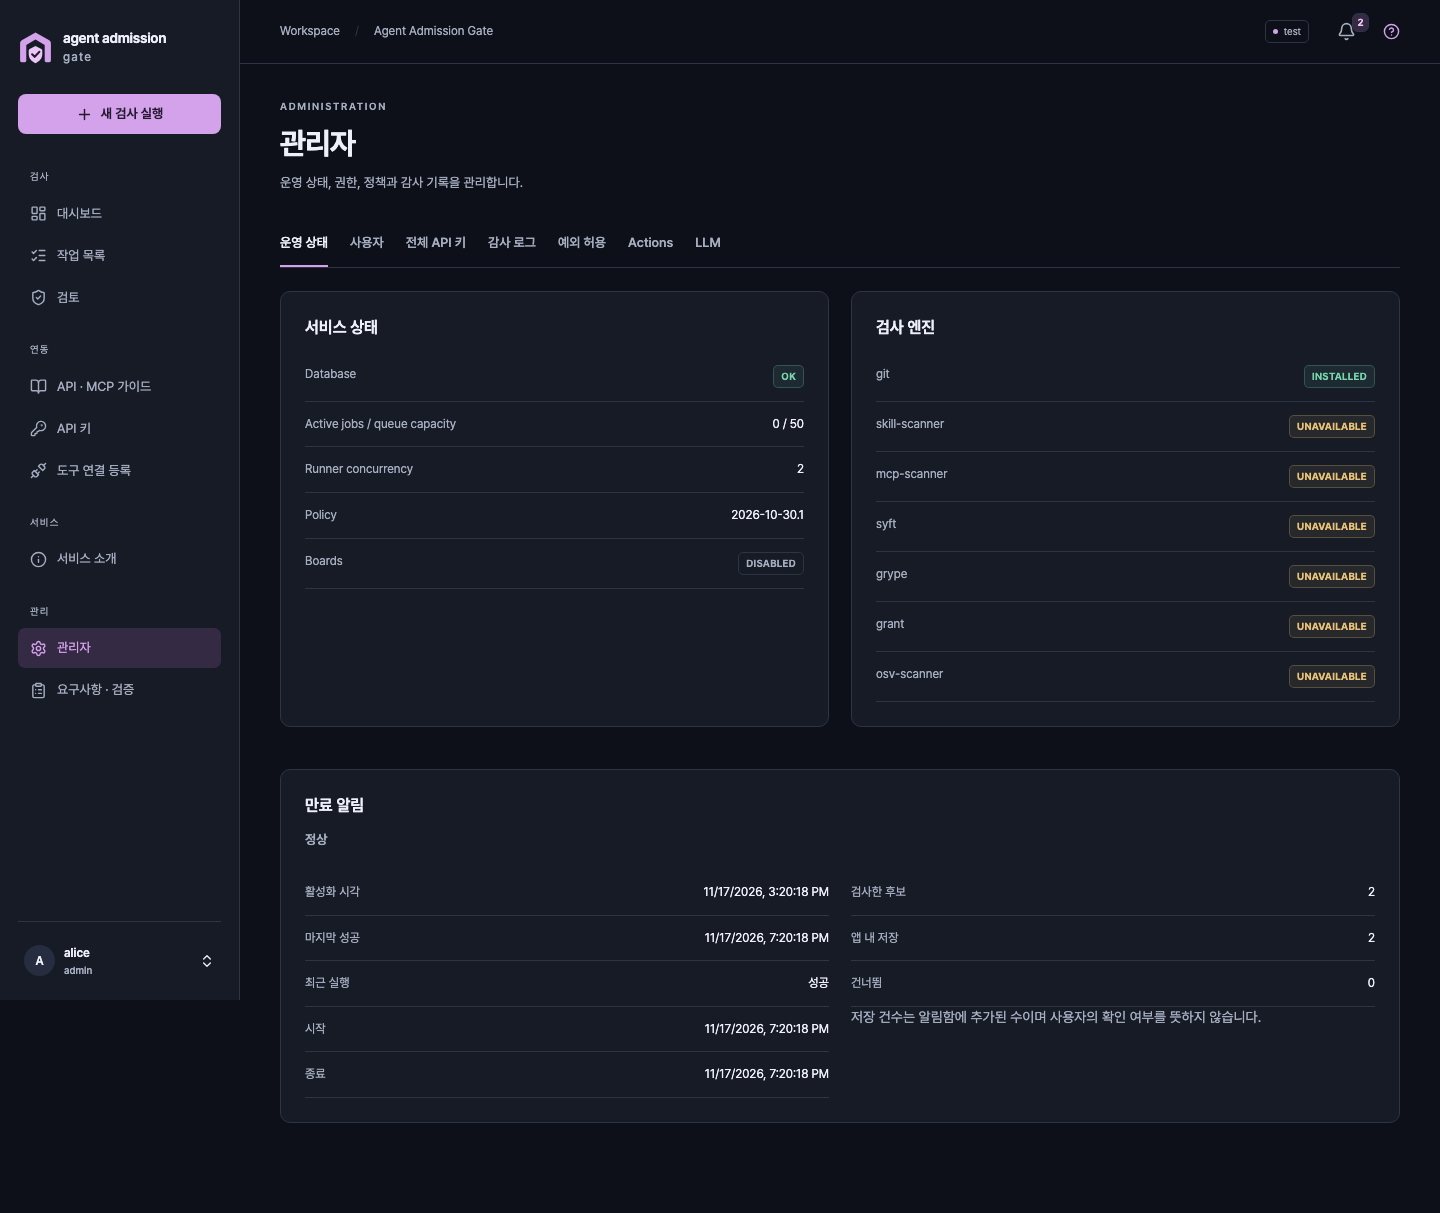 agent admission
gate
새 검사 실행
검사
대시보드
작업 목록
검토
연동
API · MCP 가이드
API 키
도구 연결 등록
서비스
서비스 소개
관리
관리자
요구사항 · 검증
A
alice
admin
Workspace / Agent Admission Gate
test
2
ADMINISTRATION
관리자
운영 상태, 권한, 정책과 감사 기록을 관리합니다.
운영 상태 사용자 전체 API 키 감사 로그 예외 허용 Actions LLM
서비스 상태
Database OK
Active jobs / queue capacity 0 / 50
Runner concurrency 2
Policy 2026-10-30.1
Boards DISABLED
검사 엔진
git INSTALLED
skill-scanner UNAVAILABLE
mcp-scanner UNAVAILABLE
syft UNAVAILABLE
grype UNAVAILABLE
grant UNAVAILABLE
osv-scanner UNAVAILABLE
만료 알림
정상
활성화 시각 11/17/2026, 3:20:18 PM
마지막 성공 11/17/2026, 7:20:18 PM
최근 실행 성공
시작 11/17/2026, 7:20:18 PM
종료 11/17/2026, 7:20:18 PM
검사한 후보 2
앱 내 저장 2
건너뜀 0
저장 건수는 알림함에 추가된 수이며 사용자의 확인 여부를 뜻하지 않습니다.